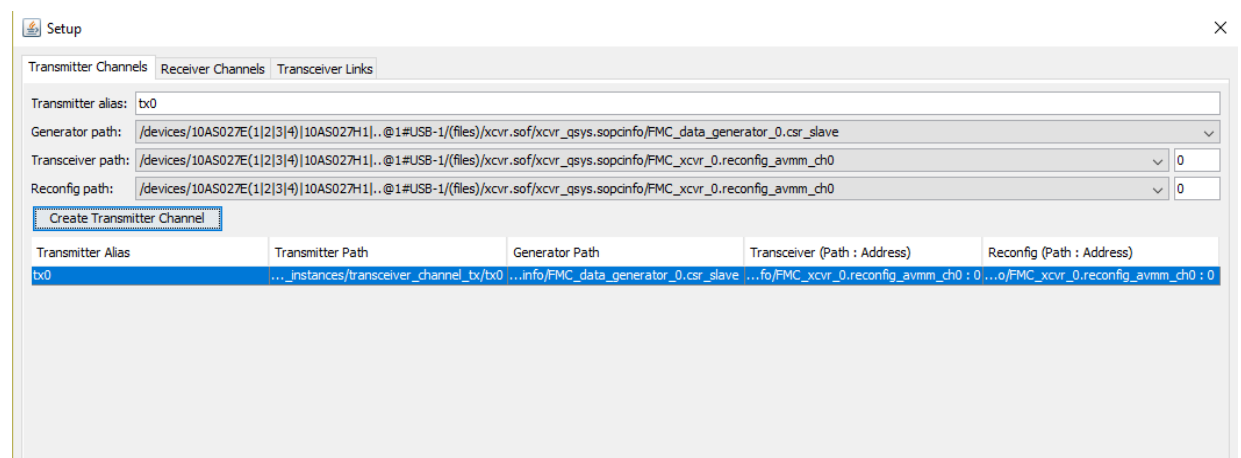 Setup
Transmitter Channels Receiver Channels Transceiver Links
Transmitter alias: tx0
Generator path: /devices/10AS027E(1|2|3|4)|10AS027H1|..@1#USB-1/(files)/xcvr.sof/xcvr_qsys.sopcinfo/FMC_data_generator_0.csr_slave
Transceiver path: /devices/10AS027E(1|2|3|4)|10AS027H1|..@1#USB-1/(files)/xcvr.sof/xcvr_qsys.sopcinfo/FMC_xcvr_0.reconfig_avmm_ch0 0
Reconfig path: /devices/10AS027E(1|2|3|4)|10AS027H1|..@1#USB-1/(files)/xcvr.sof/xcvr_qsys.sopcinfo/FMC_xcvr_0.reconfig_avmm_ch0 0
Create Transmitter Channel
Transmitter Alias Transmitter Path Generator Path Transceiver (Path : Address) Reconfig (Path : Address)
tx0 ..._instances/transceiver_channel_tx/tx0 ...info/FMC_data_generator_0.csr_slave ...fo/FMC_xcvr_0.reconfig_avmm_ch0 : 0 ...o/FMC_xcvr_0.reconfig_avmm_ch0 : 0